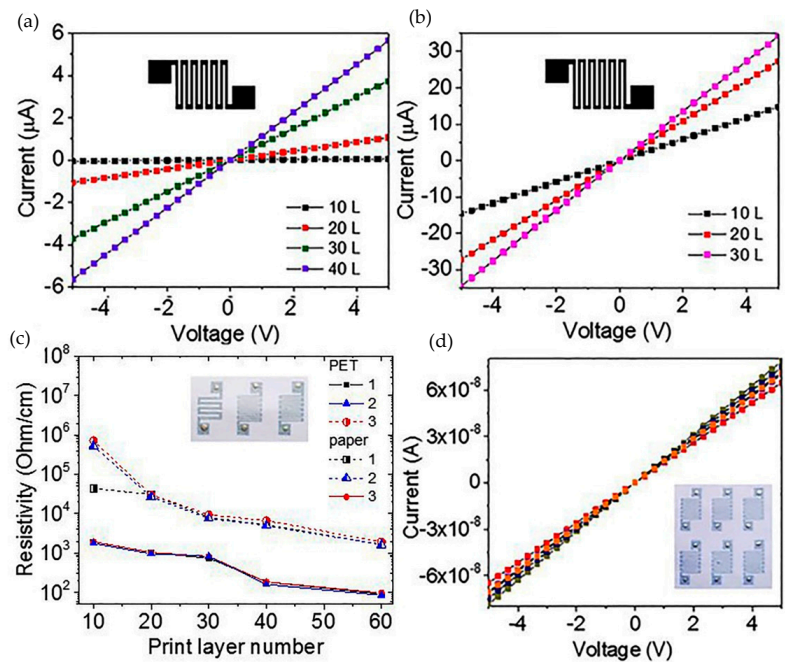 (a)
6
4
2
0
-2
-4
-6
Current (μA)
10 L
20 L
30 L
40 L
-4 -2 0 2 4
Voltage (V)
(b)
30
20
10
0
-10
-20
-30
Current (μA)
10 L
20 L
30 L
-4 -2 0 2 4
Voltage (V)
(c)
10^8
10^7
10^6
10^5
10^4
10^3
10^2
Resistivity (Ohm/cm)
PET
1
2
3
paper
1
2
3
10 20 30 40 50 60
Print layer number
(d)
6x10^-8
3x10^-8
0
-3x10^-8
-6x10^-8
Current (A)
-4 -2 0 2 4
Voltage (V)